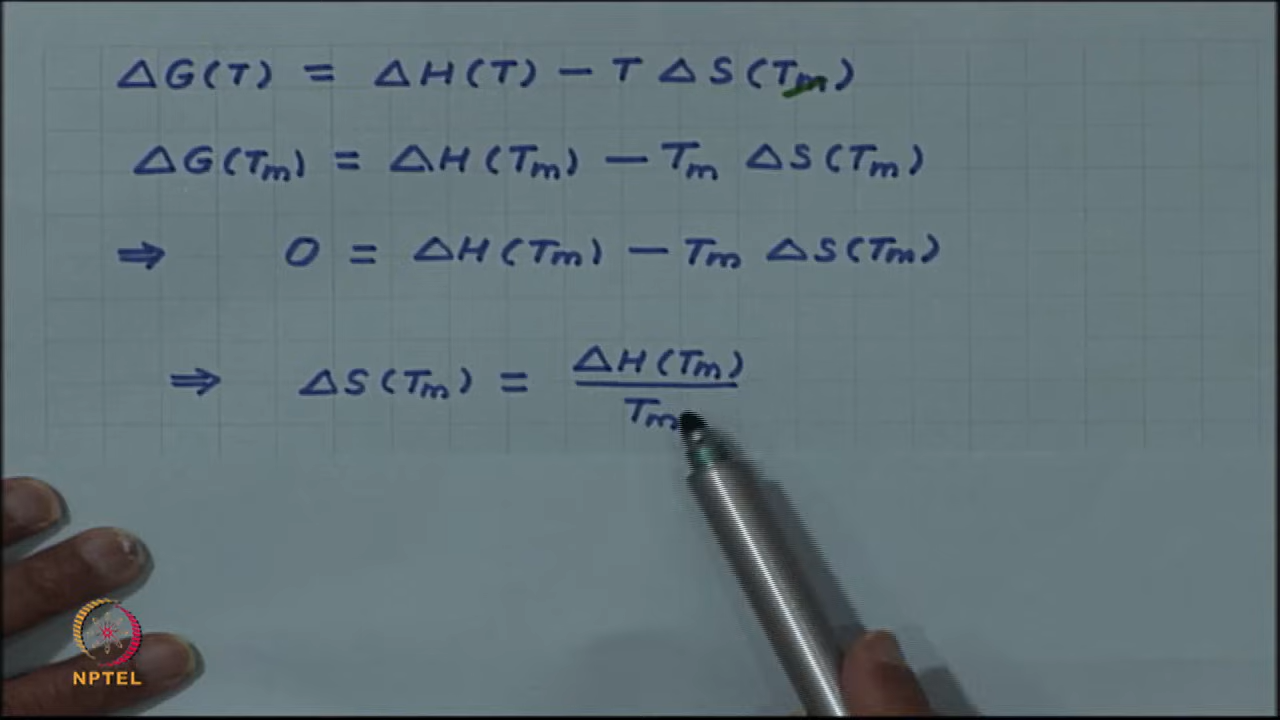 ΔG(T) = ΔH(T) − T ΔS(Tm)
ΔG(Tm) = ΔH(Tm) − Tm ΔS(Tm)
⇒ 0 = ΔH(Tm) − Tm ΔS(Tm)
⇒ ΔS(Tm) = ΔH(Tm)
Tm
NPTEL